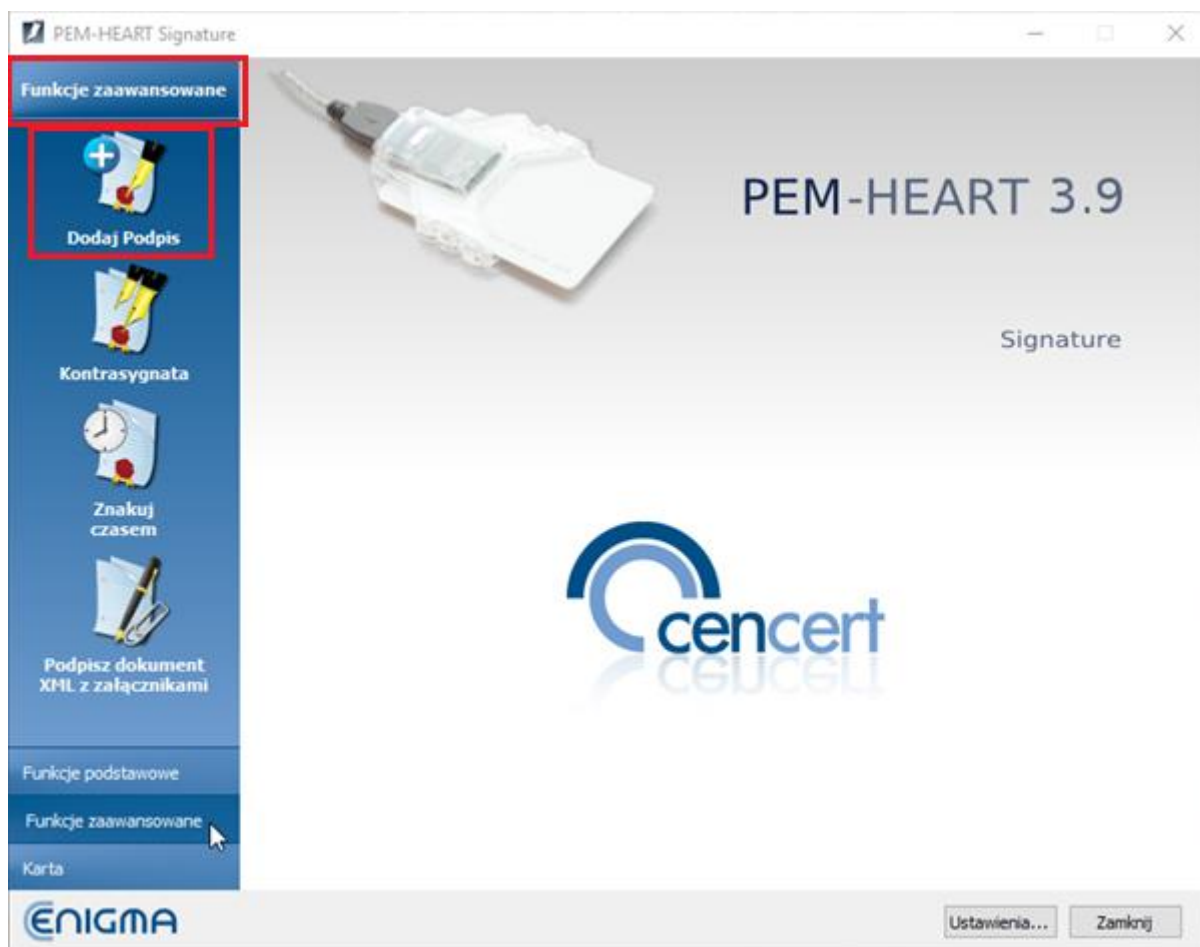 PEM-HEART Signature
Funkcje zaawansowane
Dodaj Podpis
Kontrasygnata
Znakuj
czasem
Podpisz dokument
XML z załącznikami
Funkcje podstawowe
Funkcje zaawansowane
Karta
PEM-HEART 3.9
Signature
cencert
ENIGMA
Ustawienia...
Zamknij